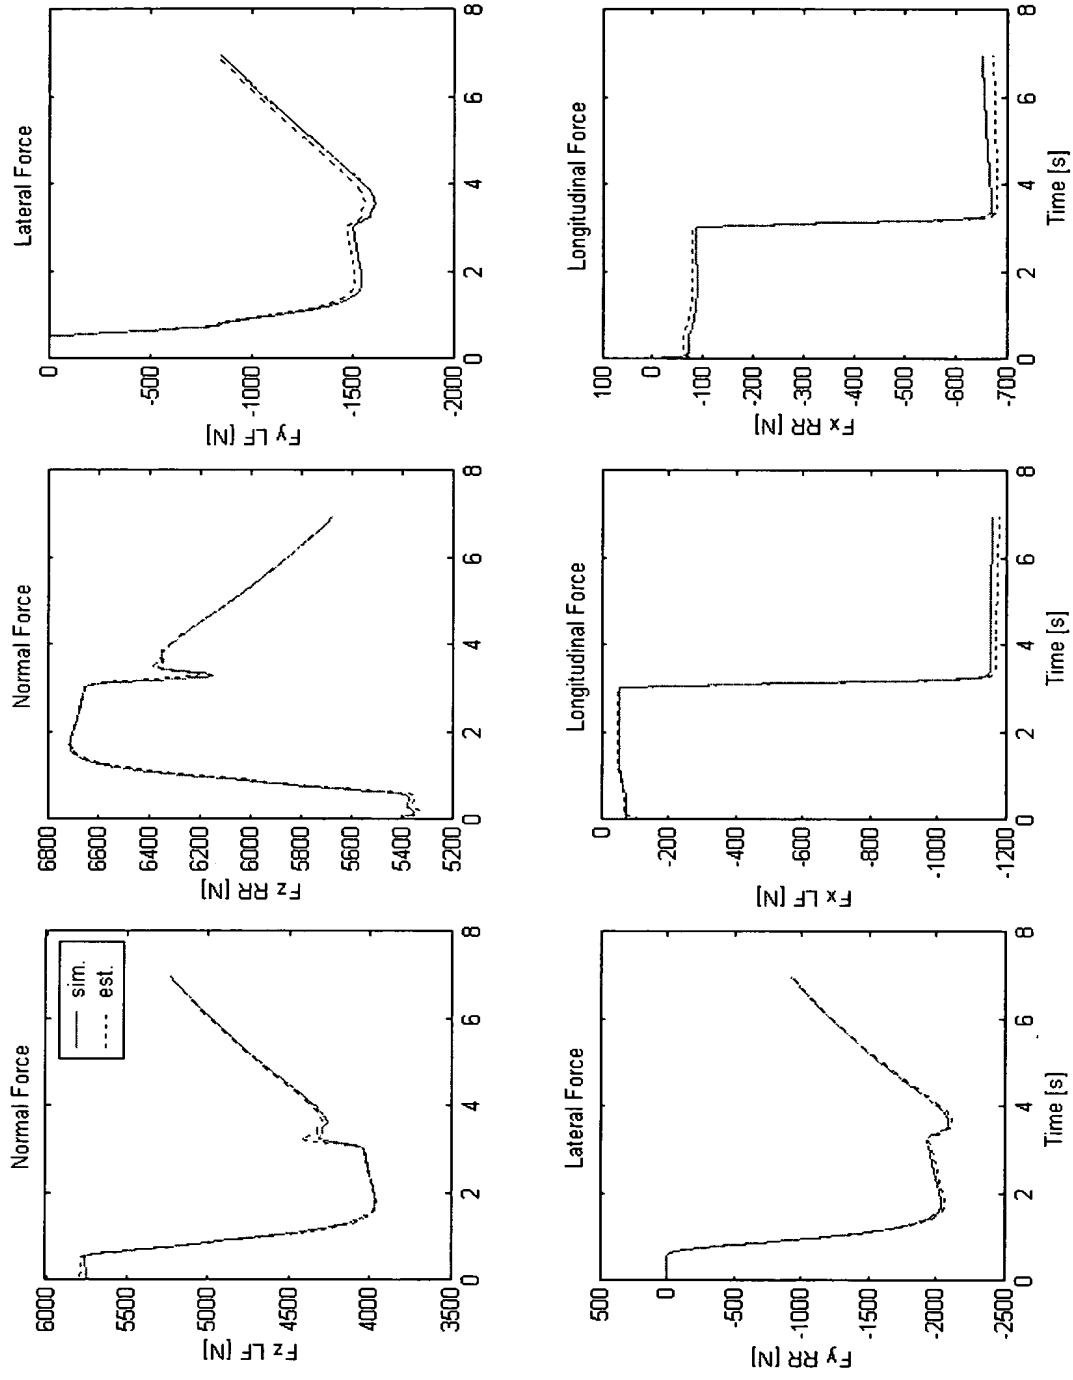 Normal Force
Fz LF [N]
6000
5500
5000
4500
4000
3500
0 2 4 6 8
sim.
est.
Normal Force
Fz RR [N]
6800
6600
6400
6200
6000
5800
5600
5400
5200
0 2 4 6 8
Lateral Force
Fy LF [N]
0
-500
-1000
-1500
-2000
0 2 4 6 8
Lateral Force
Fy RR [N]
500
0
-500
-1000
-1500
-2000
-2500
0 2 4 6 8
Time [s]
Longitudinal Force
Fx LF [N]
0
-200
-400
-600
-800
-1000
-1200
0 2 4 6 8
Time [s]
Longitudinal Force
Fx RR [N]
100
0
-100
-200
-300
-400
-500
-600
-700
0 2 4 6 8
Time [s]